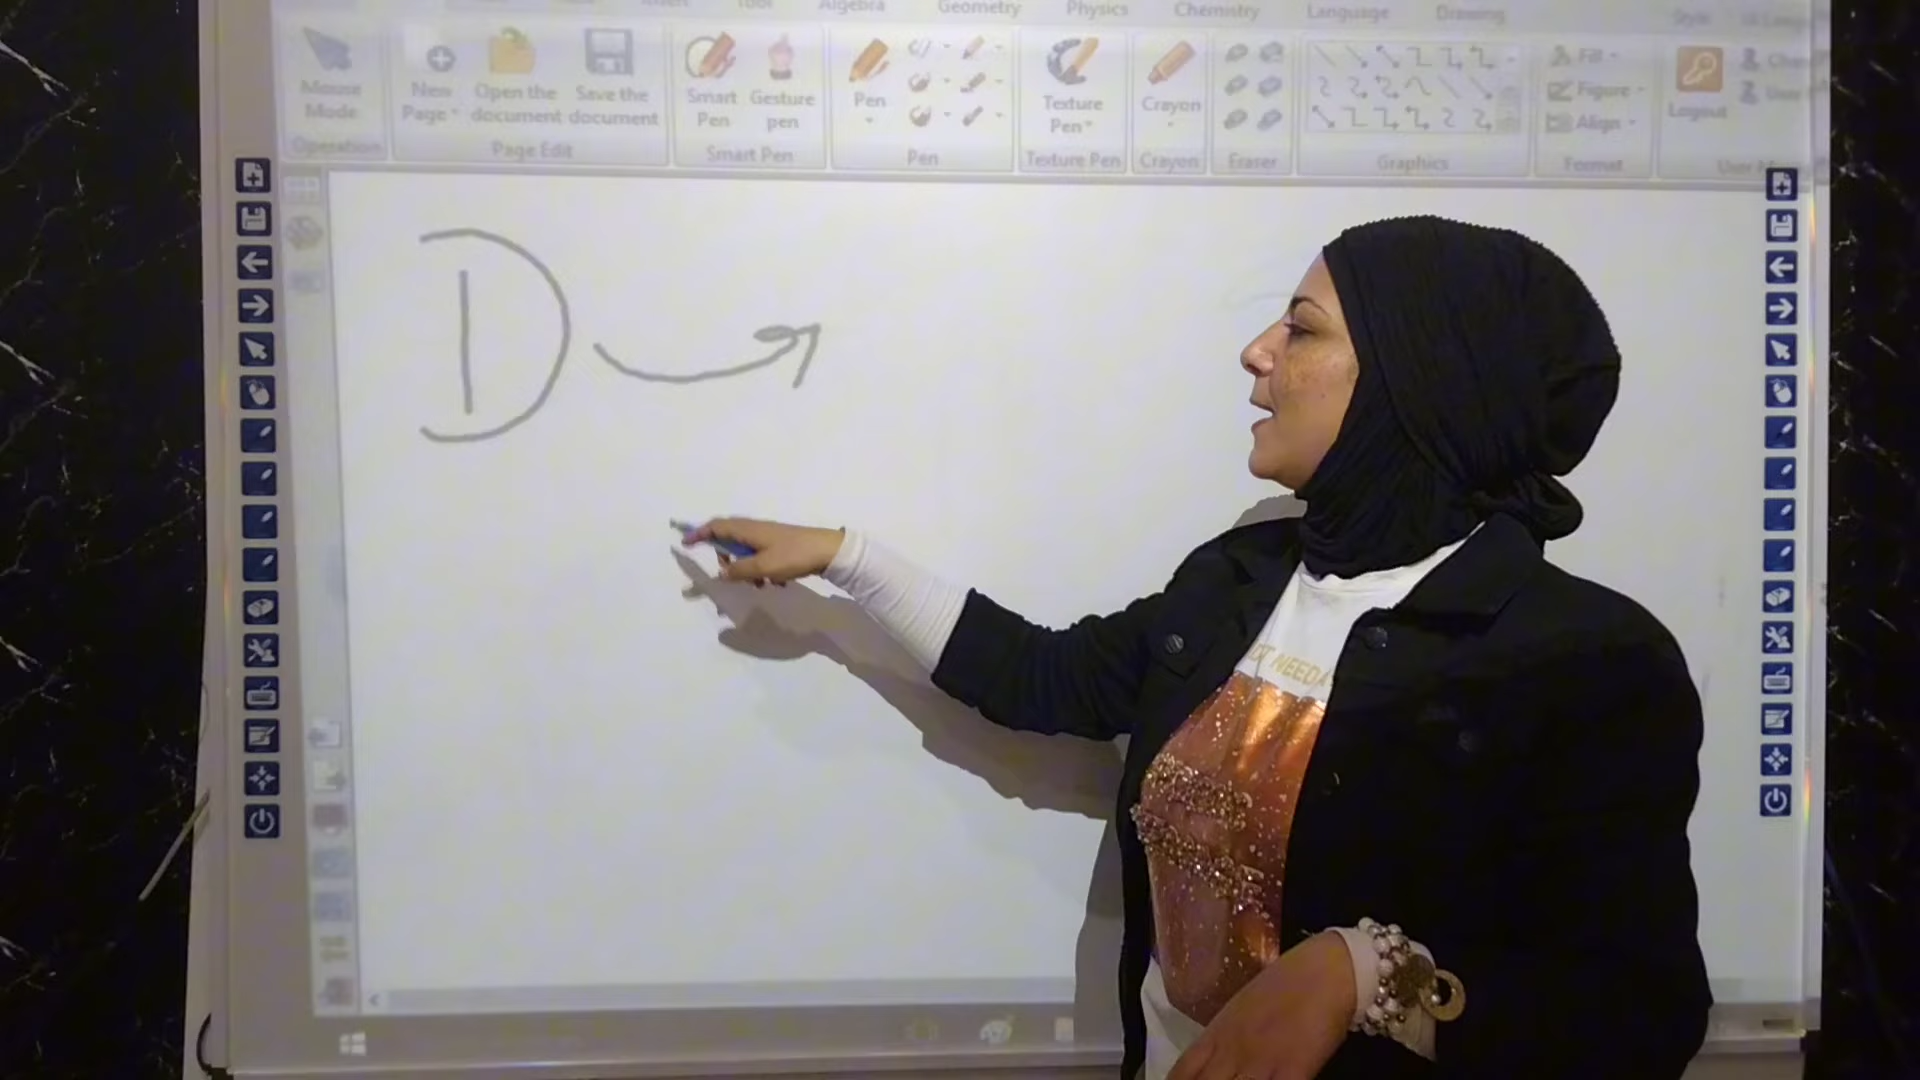 Tool Algebra Geometry Physics Chemistry Language Drawing
Mouse Mode
New Page
Open the document
Save the document
Smart Pen
Gesture pen
Pen
Texture Pen
Crayon
Fill
Figure
Align
Logout
Operation
Page Edit
Smart Pen
Pen
Texture Pen
Crayon
Eraser
Graphics
Format
D
NEED